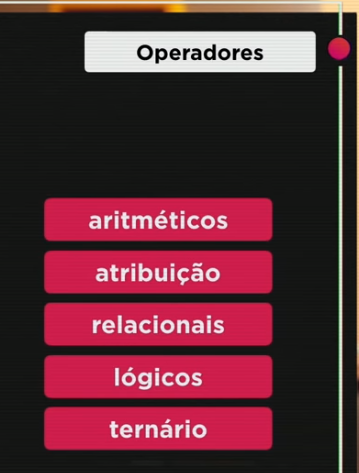 Operadores
aritméticos
atribuição
relacionais
lógicos
ternário